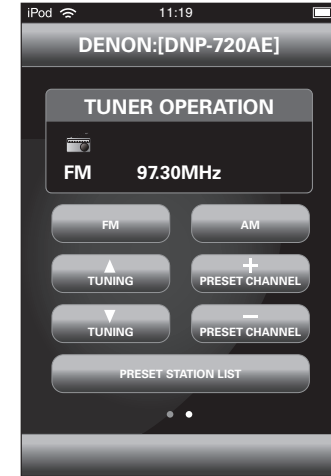 iPod 11:19
DENON:[DNP-720AE]
TUNER OPERATION
FM 97.30MHz
FM AM
TUNING + PRESET CHANNEL
TUNING − PRESET CHANNEL
PRESET STATION LIST